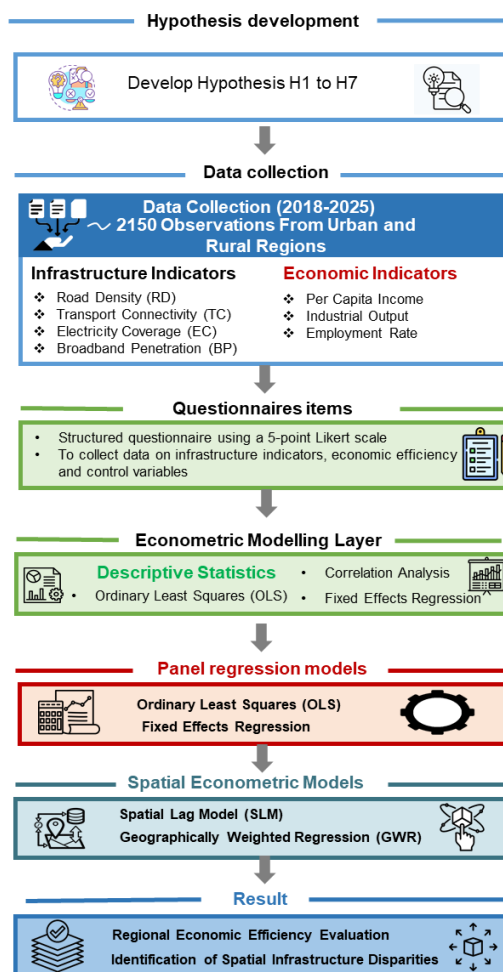 Hypothesis development
Develop Hypothesis H1 to H7
Data collection
Data Collection (2018-2025)
~ 2150 Observations From Urban and
Rural Regions
Infrastructure Indicators
❖ Road Density (RD)
❖ Transport Connectivity (TC)
❖ Electricity Coverage (EC)
❖ Broadband Penetration (BP)
Economic Indicators
❖ Per Capita Income
❖ Industrial Output
❖ Employment Rate
Questionnaires items
• Structured questionnaire using a 5-point Likert scale
• To collect data on infrastructure indicators, economic efficiency
and control variables
Econometric Modelling Layer
Descriptive Statistics
• Ordinary Least Squares (OLS)
• Correlation Analysis
• Fixed Effects Regression
Panel regression models
Ordinary Least Squares (OLS)
Fixed Effects Regression
Spatial Econometric Models
Spatial Lag Model (SLM)
Geographically Weighted Regression (GWR)
Result
Regional Economic Efficiency Evaluation
Identification of Spatial Infrastructure Disparities